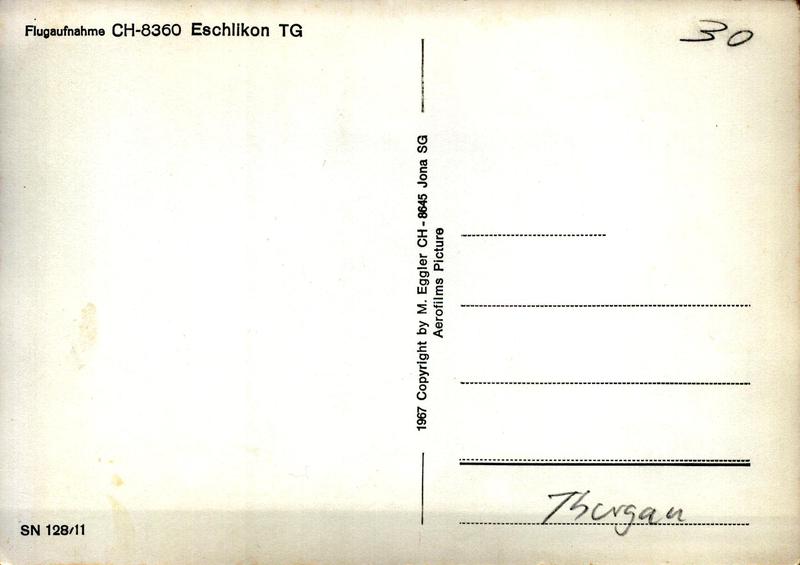 Flugaufnahme CH-8360 Eschlikon TG
30
1967 Copyright by M. Eggler CH-8645 Jona SG
Aerofilms Picture
Thurgau
SN 128/11